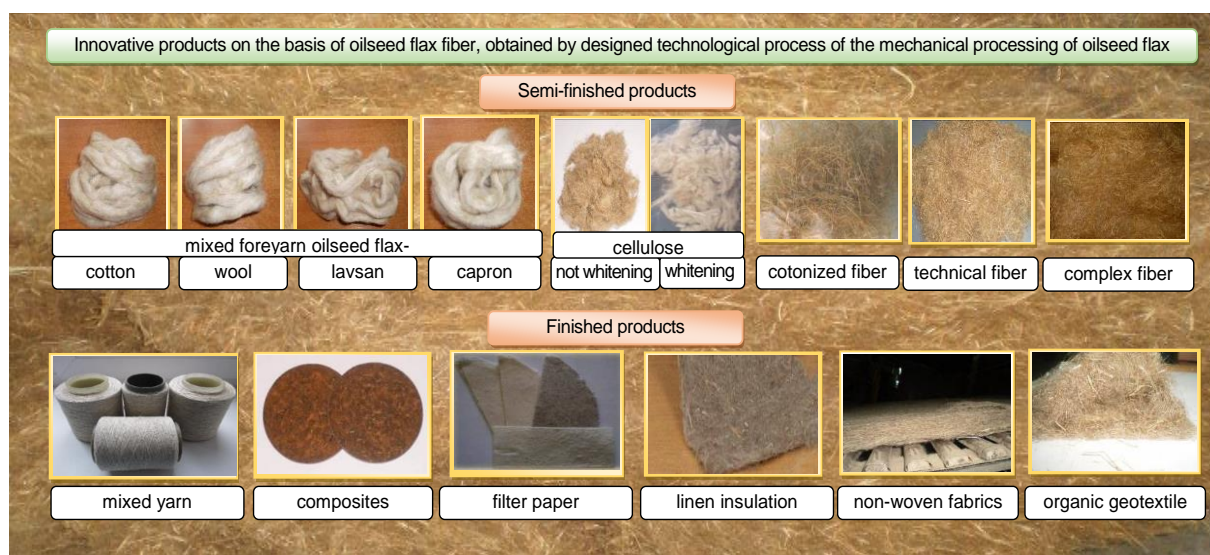 Innovative products on the basis of oilseed flax fiber, obtained by designed technological process of the mechanical processing of oilseed flax
Semi-finished products
mixed foreyarn oilseed flax-
cellulose
cotton
wool
lavsan
capron
not whitening
whitening
cotonized fiber
technical fiber
complex fiber
Finished products
mixed yarn
composites
filter paper
linen insulation
non-woven fabrics
organic geotextile